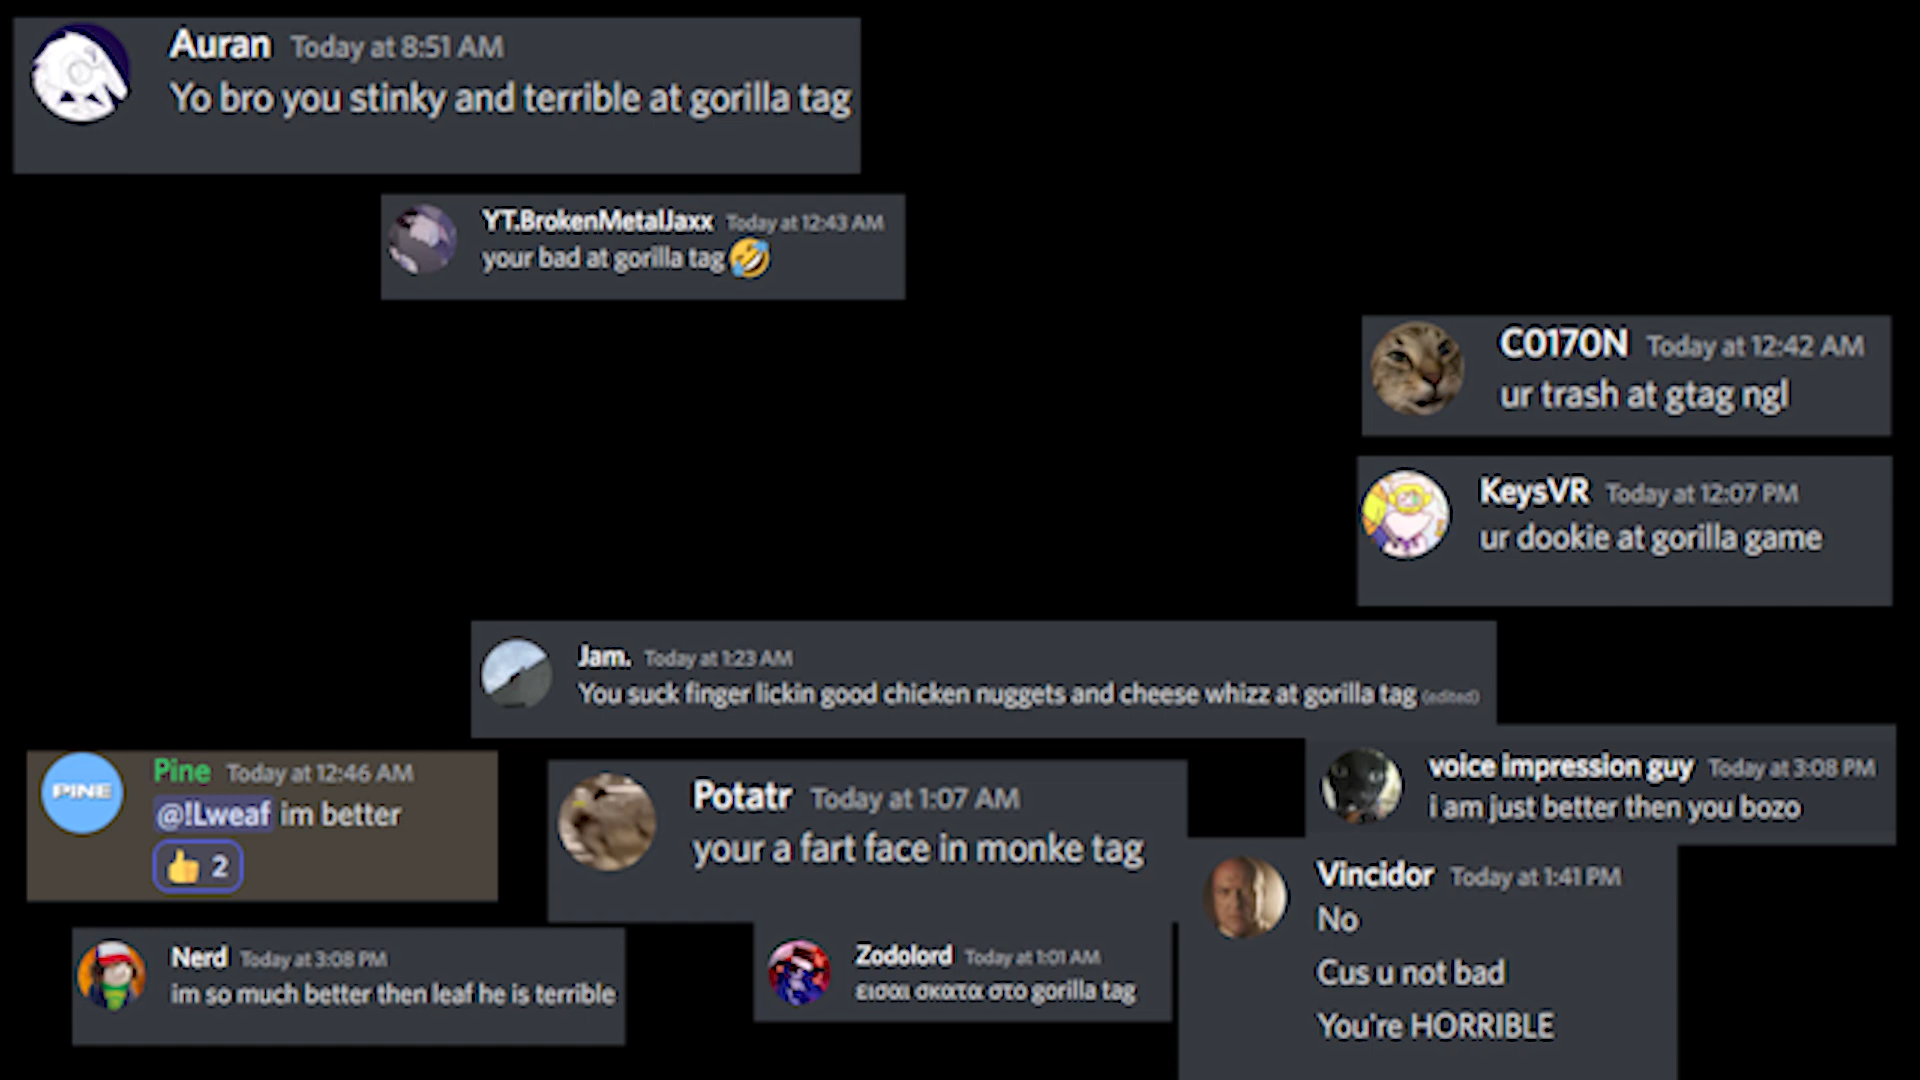 Auran Today at 8:51 AM
Yo bro you stinky and terrible at gorilla tag
YT.BrokenMetalJaxx Today at 12:43 AM
your bad at gorilla tag🤣
C0170N Today at 12:42 AM
ur trash at gtag ngl
KeysVR Today at 12:07 PM
ur dookie at gorilla game
Jam. Today at 1:23 AM
You suck finger lickin good chicken nuggets and cheese whizz at gorilla tag (edited)
PINE
Pine Today at 12:46 AM
@!Lweaf im better
👍 2
Potatr Today at 1:07 AM
your a fart face in monke tag
voice impression guy Today at 3:08 PM
i am just better then you bozo
Vincidor Today at 1:41 PM
No
Cus u not bad
You're HORRIBLE
Nerd Today at 3:08 PM
im so much better then leaf he is terrible
Zodolord Today at 1:01 AM
εισαι σκατα στο gorilla tag